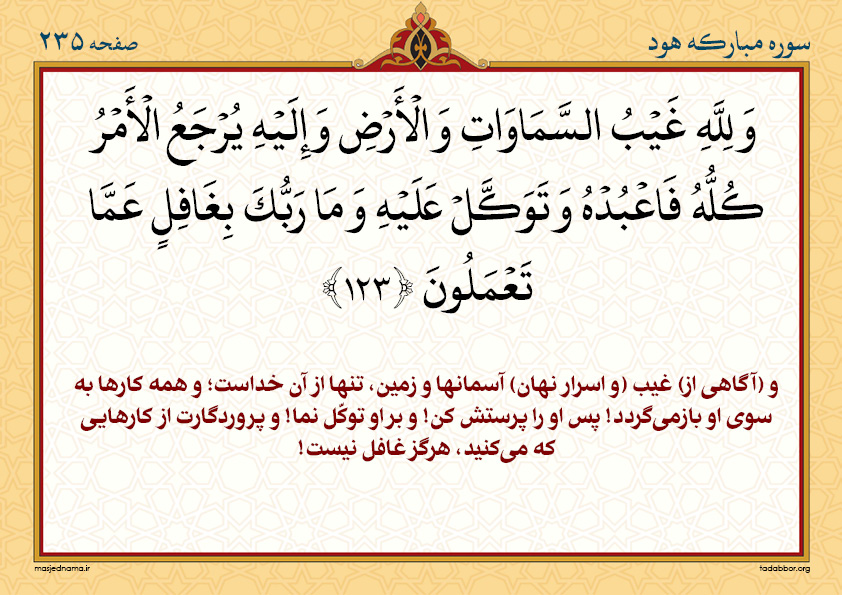 سوره مبارکه هود
صفحه ۲۳۵
وَلِلَّهِ غَيْبُ السَّمَاوَاتِ وَالْأَرْضِ وَإِلَيْهِ يُرْجَعُ الْأَمْرُ
كُلُّهُ فَاعْبُدْهُ وَتَوَكَّلْ عَلَيْهِ وَمَا رَبُّكَ بِغَافِلٍ عَمَّا
تَعْمَلُونَ ﴿۱۲۳﴾
و (آگاهی از) غیب (و اسرار نهان) آسمانها و زمین، تنها از آن خداست؛ و همه کارها به
سوی او بازمی‌گردد! پس او را پرستش کن! و بر او توکّل نما! و پروردگارت از کارهایی
که می‌کنید، هرگز غافل نیست!
masjednama.ir
tadabbor.org